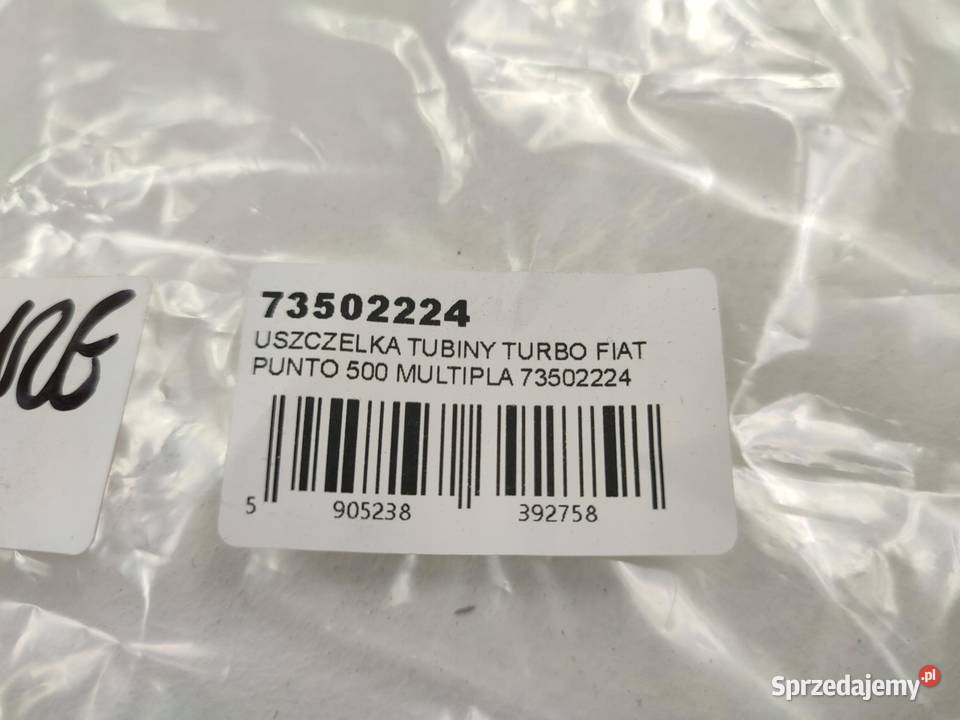 73502224
USZCZELKA TUBINY TURBO FIAT
PUNTO 500 MULTIPLA 73502224
5 905238 392758
Sprzedajemy.pl